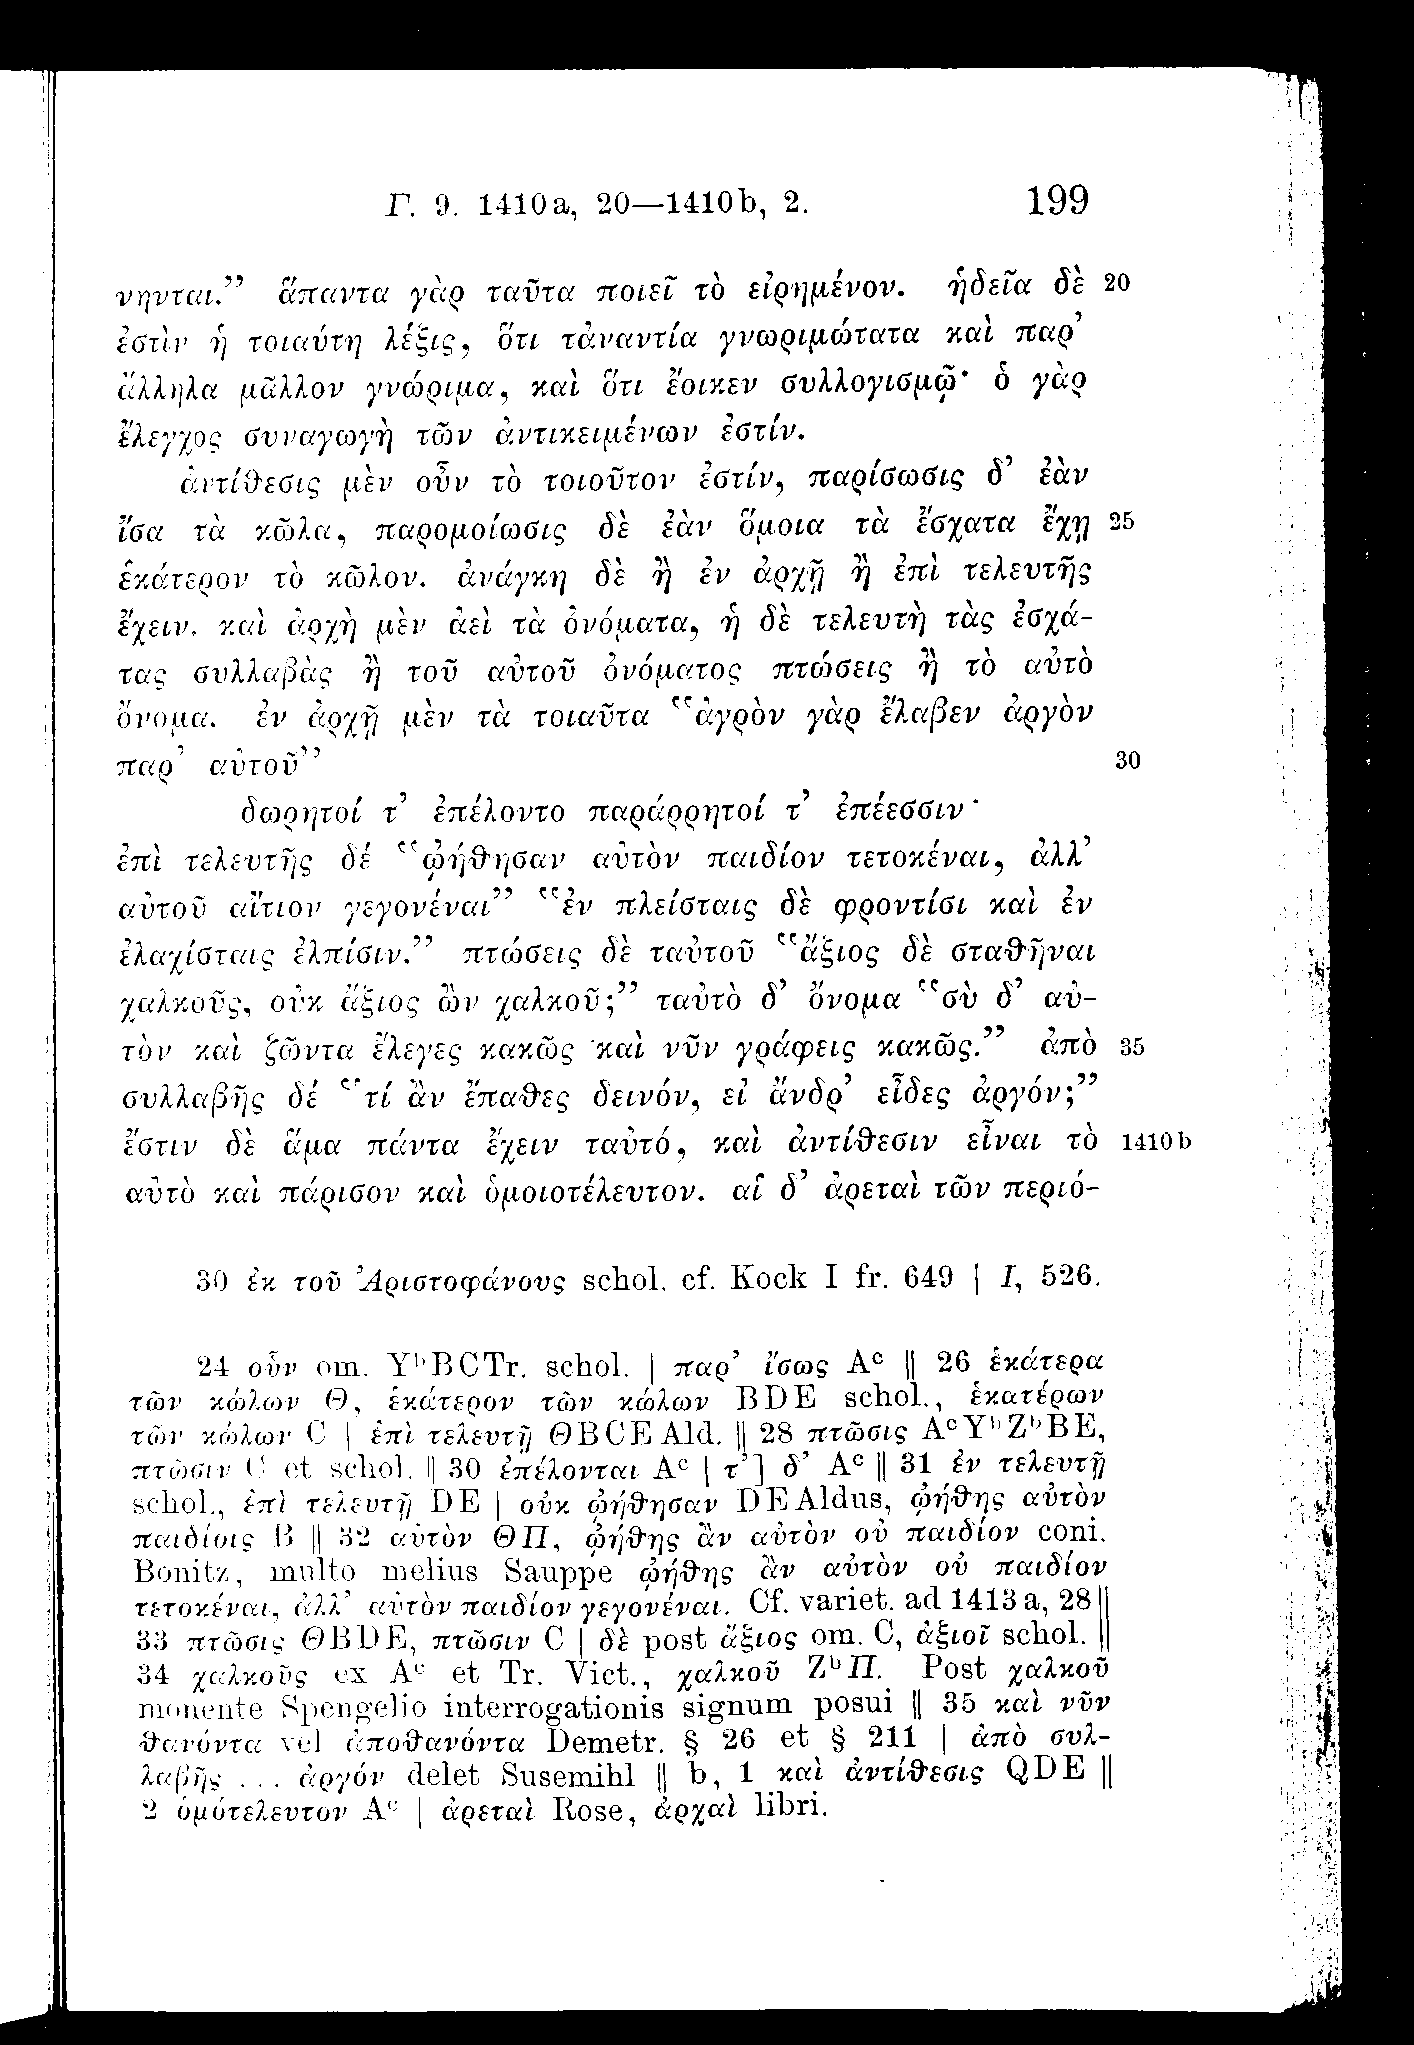 Γ. 9. 1410a, 20—1410b, 2. 199
νηνται.” ἅπαντα γὰρ ταῦτα ποιεῖ τὸ εἰρημένον. ἡδεῖα δὲ 20
ἐστὶν ἡ τοιαύτη λέξις, ὅτι τἀναντία γνωριμώτατα καὶ παρ’
ἄλληλα μᾶλλον γνώριμα, καὶ ὅτι ἔοικεν συλλογισμῷ· ὁ γὰρ
ἔλεγχος συναγωγὴ τῶν ἀντικειμένων ἐστίν.
ἀντίθεσις μὲν οὖν τὸ τοιοῦτον ἐστίν, παρίσωσις δ’ ἐὰν
ἴσα τὰ κῶλα, παρομοίωσις δὲ ἐὰν ὅμοια τὰ ἔσχατα ἔχῃ 25
ἑκάτερον τὸ κῶλον. ἀνάγκη δὲ ἢ ἐν ἀρχῇ ἢ ἐπὶ τελευτῆς
ἔχειν. καὶ ἀρχὴ μὲν ἀεὶ τὰ ὀνόματα, ἡ δὲ τελευτὴ τὰς ἐσχά-
τας συλλαβὰς ἢ τοῦ αὐτοῦ ὀνόματος πτώσεις ἢ τὸ αὐτὸ
ὄνομα. ἐν ἀρχῇ μὲν τὰ τοιαῦτα “ἀγρὸν γὰρ ἔλαβεν ἀργὸν
παρ’ αὐτοῦ” 30
δωρητοί τ’ ἐπέλοντο παράρρητοί τ’ ἐπέεσσιν·
ἐπὶ τελευτῆς δέ “ᾠήθησαν αὐτὸν παιδίον τετοκέναι, ἀλλ’
αὐτοῦ αἴτιον γεγονέναι” “ἐν πλείσταις δὲ φροντίσι καὶ ἐν
ἐλαχίσταις ἐλπίσιν.” πτώσεις δὲ ταὐτοῦ “ἄξιος δὲ σταθῆναι
χαλκοῦς, οὐκ ἄξιος ὢν χαλκοῦ;” ταὐτὸ δ’ ὄνομα “σὺ δ’ αὐ-
τὸν καὶ ζῶντα ἔλεγες κακῶς καὶ νῦν γράφεις κακῶς.” ἀπὸ 35
συλλαβῆς δέ “τί ἂν ἔπαθες δεινόν, εἰ ἄνδρ’ εἶδες ἀργόν;”
ἔστιν δὲ ἅμα πάντα ἔχειν ταὐτό, καὶ ἀντίθεσιν εἶναι τὸ 1410b
αὐτὸ καὶ πάρισον καὶ ὁμοιοτέλευτον. αἱ δ’ ἀρεταὶ τῶν περιό-
30 ἐκ τοῦ Ἀριστοφάνους schol. cf. Kock I fr. 649 | I, 526.
24 οὖν om. YᵇBCTr. schol. | παρ’ ἴσως Aᶜ || 26 ἑκάτερα
τῶν κώλων Θ, ἑκάτερον τῶν κώλων BDE schol., ἑκατέρων
τῶν κώλων C | ἐπὶ τελευτῇ ΘBCE Ald. || 28 πτῶσις AᶜYᵇZᵇBE,
πτῶσιν C et schol. || 30 ἐπέλονται Aᶜ | τ’] δ’ Aᶜ || 31 ἐν τελευτῇ
schol., ἐπὶ τελευτῇ DE | οὐκ ᾠήθησαν DEAldus, ᾠήθης αὐτὸν
παιδίοις B || 32 αὐτὸν ΘΠ, ᾠήθης ἂν αὐτὸν οὐ παιδίον coni.
Bonitz, multo melius Sauppe ᾠήθης ἂν αὐτὸν οὐ παιδίον
τετοκέναι, ἀλλ’ αὐτὸν παιδίον γεγονέναι. Cf. variet. ad 1413a, 28 ||
33 πτῶσις ΘBDE, πτῶσιν C | δὲ post ἄξιος om. C, ἀξιοῖ schol. ||
34 χαλκοῦς ex Aᶜ et Tr. Vict., χαλκοῦ ZᵇΠ. Post χαλκοῦ
monente Spengelio interrogationis signum posui || 35 καὶ νῦν
θανόντα vel ἀποθανόντα Demetr. § 26 et § 211 | ἀπὸ συλ-
λαβῆς ... ἀργόν delet Susemihl || b, 1 καὶ ἀντίθεσις QDE ||
2 ὁμότελευτον Aᶜ | ἀρεταὶ Rose, ἀρχαὶ libri.